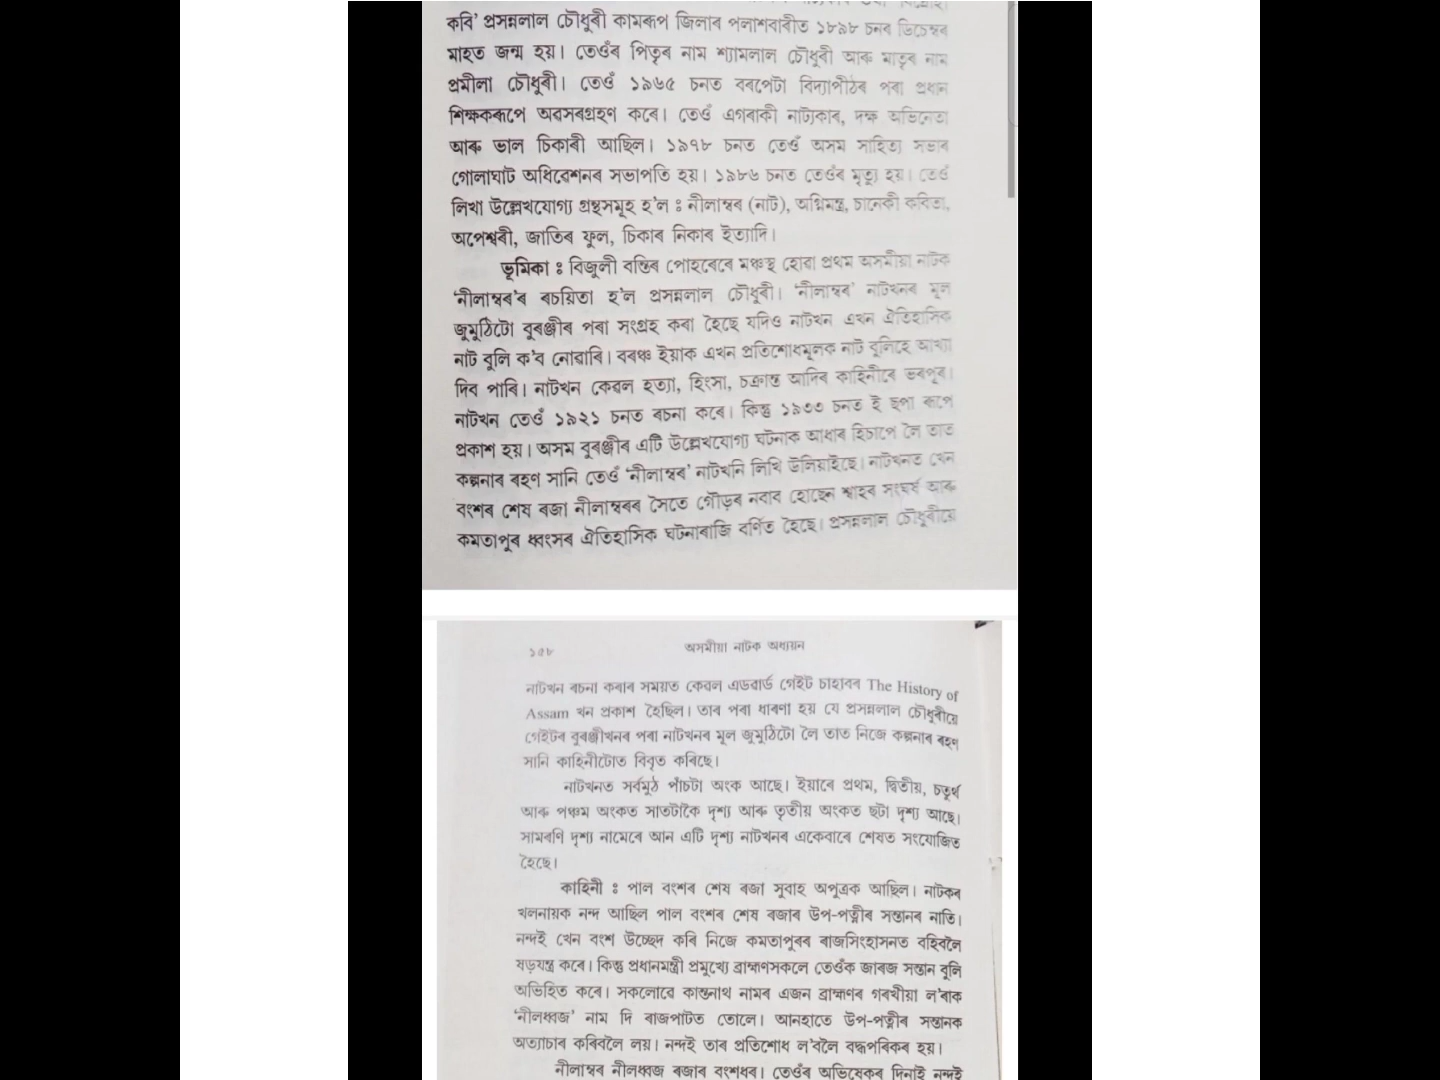 কবি' প্ৰসন্নলাল চৌধুৰী কামৰূপ জিলাৰ পলাশবাৰীত ১৮৯৮ চনৰ ডিচেম্বৰ
মাহত জন্ম হয়। তেওঁৰ পিতৃৰ নাম শ্যামলাল চৌধুৰী আৰু মাতৃৰ নাম
প্ৰমীলা চৌধুৰী। তেওঁ ১৯৬৫ চনত বৰপেটা বিদ্যাপীঠৰ পৰা প্ৰধান
শিক্ষকৰূপে অৱসৰগ্ৰহণ কৰে। তেওঁ এগৰাকী নাট্যকাৰ, দক্ষ অভিনেতা
আৰু ভাল চিকাৰী আছিল। ১৯৭৮ চনত তেওঁ অসম সাহিত্য সভাৰ
গোলাঘাট অধিৱেশনৰ সভাপতি হয়। ১৯৮৬ চনত তেওঁৰ মৃত্যু হয়। তেওঁ
লিখা উল্লেখযোগ্য গ্ৰন্থসমূহ হ'ল ঃ নীলাম্বৰ (নাট), অগ্নিমন্ত্ৰ, চানেকী কবিতা,
অপেশ্বৰী, জাতিৰ ফুল, চিকাৰ নিকাৰ ইত্যাদি।
ভূমিকা ঃ বিজুলী বন্তিৰ পোহৰেৰে মঞ্চস্থ হোৱা প্ৰথম অসমীয়া নাটক
'নীলাম্বৰ'ৰ ৰচয়িতা হ'ল প্ৰসন্নলাল চৌধুৰী। 'নীলাম্বৰ' নাটখনৰ মূল
জুমুঠিটো বুৰঞ্জীৰ পৰা সংগ্ৰহ কৰা হৈছে যদিও নাটখন এখন ঐতিহাসিক
নাট বুলি ক'ব নোৱাৰি। বৰঞ্চ ইয়াক এখন প্ৰতিশোধমূলক নাট বুলিহে আখ্যা
দিব পাৰি। নাটখন কেৱল হত্যা, হিংসা, চক্ৰান্ত আদিৰ কাহিনীৰে ভৰপূৰ।
নাটখন তেওঁ ১৯২১ চনত ৰচনা কৰে। কিন্তু ১৯৩৩ চনত ই ছপা ৰূপে
প্ৰকাশ হয়। অসম বুৰঞ্জীৰ এটি উল্লেখযোগ্য ঘটনাক আধাৰ হিচাপে লৈ তাত
কল্পনাৰ ৰহণ সানি তেওঁ 'নীলাম্বৰ' নাটখনি লিখি উলিয়াইছে। নাটখনত খেন
বংশৰ শেষ ৰজা নীলাম্বৰৰ সৈতে গৌড়ৰ নবাব হোছেন শ্বাহৰ সংঘৰ্ষ আৰু
কমতাপুৰ ধ্বংসৰ ঐতিহাসিক ঘটনাৰাজি বৰ্ণিত হৈছে। প্ৰসন্নলাল চৌধুৰীয়ে
১৫৮ অসমীয়া নাটক অধ্যয়ন
নাটখন ৰচনা কৰাৰ সময়ত কেৱল এডৱাৰ্ড গেইট চাহাবৰ The History of
Assam খন প্ৰকাশ হৈছিল। তাৰ পৰা ধাৰণা হয় যে প্ৰসন্নলাল চৌধুৰীয়ে
গেইটৰ বুৰঞ্জীখনৰ পৰা নাটখনৰ মূল জুমুঠিটো লৈ তাত নিজে কল্পনাৰ ৰহণ
সানি কাহিনীটোত বিবৃত কৰিছে।
নাটখনত সৰ্বমুঠ পাঁচটা অংক আছে। ইয়াৰে প্ৰথম, দ্বিতীয়, চতুৰ্থ
আৰু পঞ্চম অংকত সাতটাকৈ দৃশ্য আৰু তৃতীয় অংকত ছটা দৃশ্য আছে।
সামৰণি দৃশ্য নামেৰে আন এটি দৃশ্য নাটখনৰ একেবাৰে শেষত সংযোজিত
হৈছে।
কাহিনী ঃ পাল বংশৰ শেষ ৰজা সুবাহু অপুত্ৰক আছিল। নাটকৰ
খলনায়ক নন্দ আছিল পাল বংশৰ শেষ ৰজাৰ উপ-পত্নীৰ সন্তানৰ নাতি।
নন্দই খেন বংশ উচ্ছেদ কৰি নিজে কমতাপুৰৰ ৰাজসিংহাসনত বহিবলৈ
ষড়যন্ত্ৰ কৰে। কিন্তু প্ৰধানমন্ত্ৰী প্ৰমুখ্যে ব্ৰাহ্মণসকলে তেওঁক জাৰজ সন্তান বুলি
অভিহিত কৰে। সকলোৱে কান্তনাথ নামৰ এজন ব্ৰাহ্মণৰ গৰখীয়া ল'ৰাক
'নীলধ্বজ' নাম দি ৰাজপাটত তোলে। আনহাতে উপ-পত্নীৰ সন্তানক
অত্যাচাৰ কৰিবলৈ লয়। নন্দই তাৰ প্ৰতিশোধ ল'বলৈ বদ্ধপৰিকৰ হয়।
নীলাম্বৰ নীলধ্বজ ৰজাৰ বংশধৰ। তেওঁৰ অভিষেকৰ দিনাই নন্দই